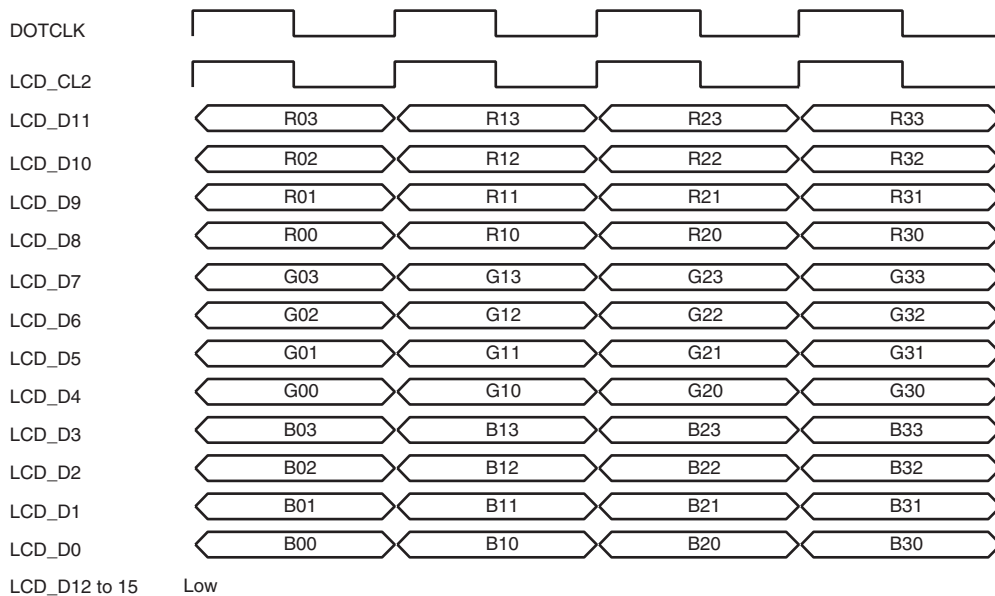 DOTCLK
LCD_CL2
LCD_D11 R03 R13 R23 R33
LCD_D10 R02 R12 R22 R32
LCD_D9 R01 R11 R21 R31
LCD_D8 R00 R10 R20 R30
LCD_D7 G03 G13 G23 G33
LCD_D6 G02 G12 G22 G32
LCD_D5 G01 G11 G21 G31
LCD_D4 G00 G10 G20 G30
LCD_D3 B03 B13 B23 B33
LCD_D2 B02 B12 B22 B32
LCD_D1 B01 B11 B21 B31
LCD_D0 B00 B10 B20 B30
LCD_D12 to 15 Low